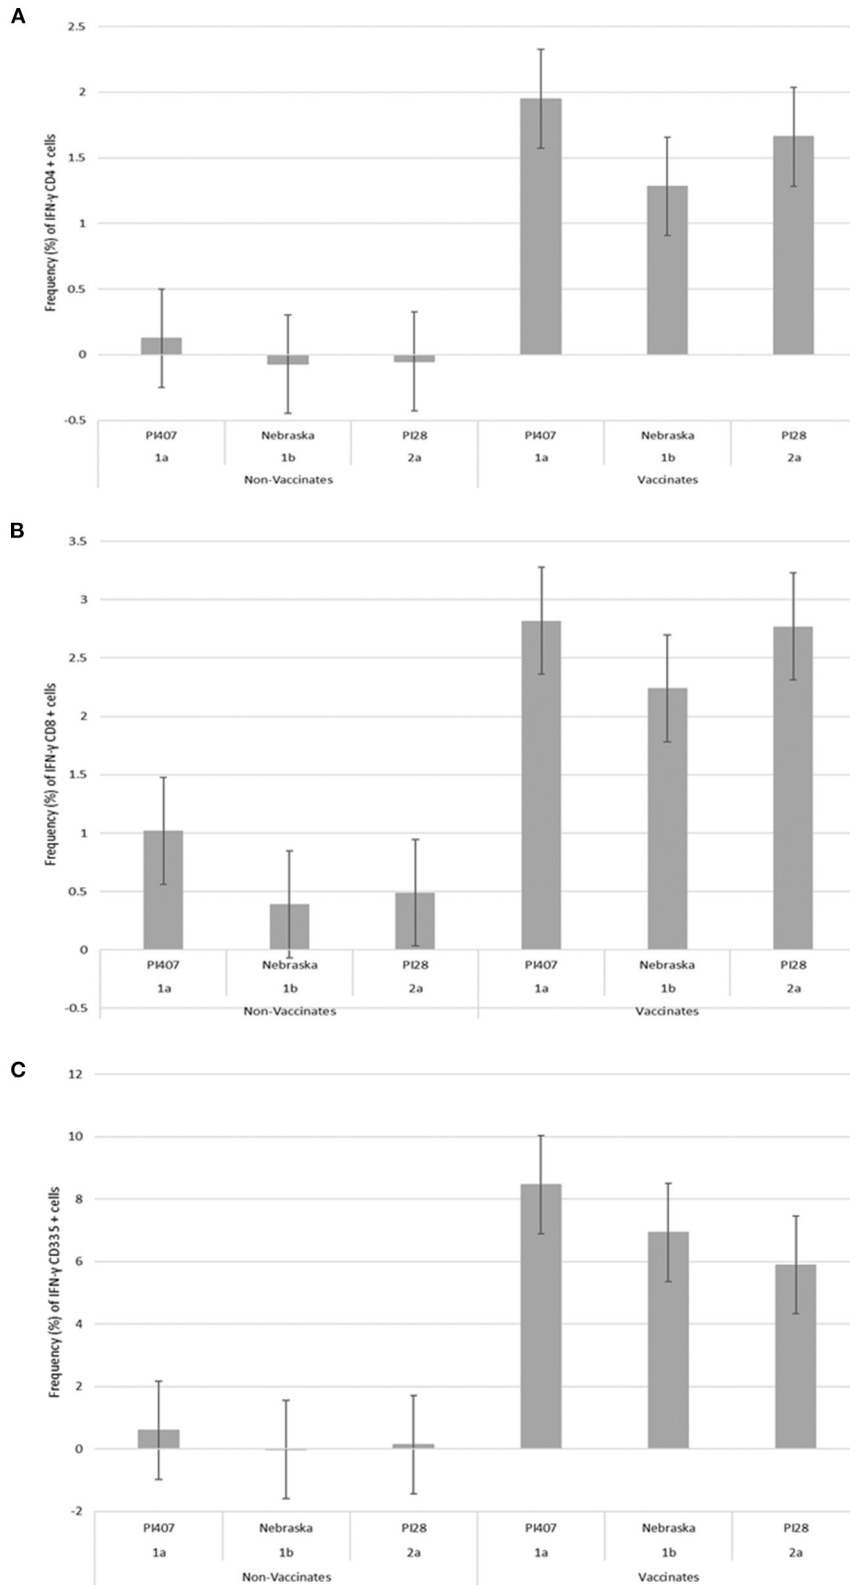 A
2.5
2
1.5
1
0.5
0
-0.5
Frequency (%) of IFN-γ CD4 + cells
PI407 Nebraska PI28 PI407 Nebraska PI28
1a 1b 2a 1a 1b 2a
Non-Vaccinates Vaccinates
B
3.5
3
2.5
2
1.5
1
0.5
0
-0.5
Frequency (%) of IFN-γ CD8 + cells
PI407 Nebraska PI28 PI407 Nebraska PI28
1a 1b 2a 1a 1b 2a
Non-Vaccinates Vaccinates
C
12
10
8
6
4
2
0
-2
Frequency (%) of IFN-γ CD335 + cells
PI407 Nebraska PI28 PI407 Nebraska PI28
1a 1b 2a 1a 1b 2a
Non-Vaccinates Vaccinates